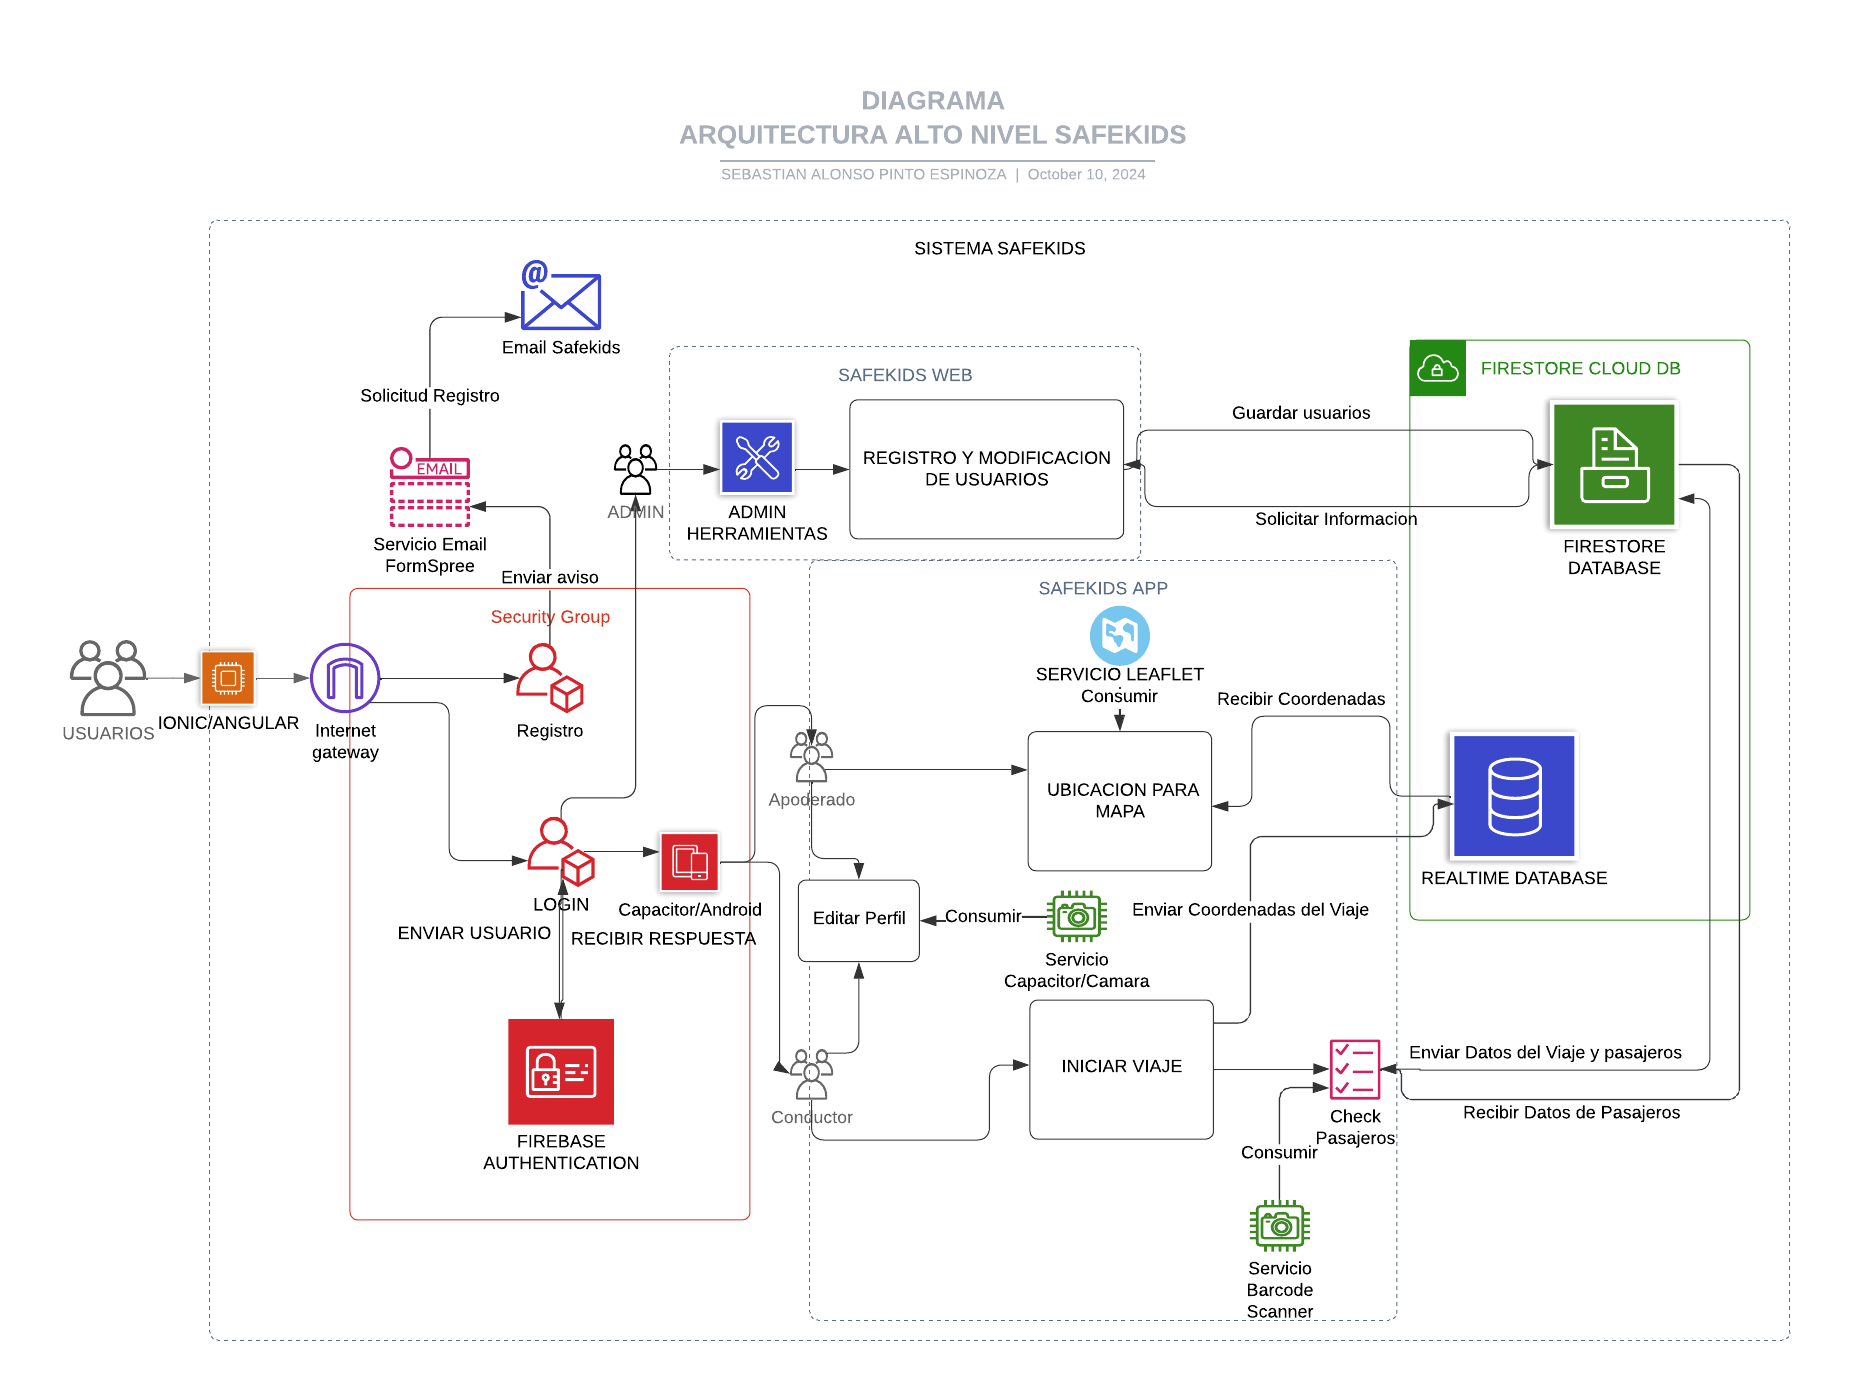 DIAGRAMA
ARQUITECTURA ALTO NIVEL SAFEKIDS
SEBASTIAN ALONSO PINTO ESPINOZA | October 10, 2024
SISTEMA SAFEKIDS
@
Email Safekids
Solicitud Registro
EMAIL
Servicio Email
FormSpree
Enviar aviso
ADMIN
SAFEKIDS WEB
ADMIN
HERRAMIENTAS
REGISTRO Y MODIFICACION
DE USUARIOS
Guardar usuarios
Solicitar Informacion
FIRESTORE CLOUD DB
FIRESTORE
DATABASE
REALTIME DATABASE
USUARIOS
IONIC/ANGULAR
Internet
gateway
Security Group
Registro
LOGIN
Capacitor/Android
ENVIAR USUARIO
RECIBIR RESPUESTA
FIREBASE
AUTHENTICATION
SAFEKIDS APP
SERVICIO LEAFLET
Consumir
Recibir Coordenadas
Apoderado
UBICACION PARA
MAPA
Editar Perfil
Consumir
Servicio
Capacitor/Camara
Enviar Coordenadas del Viaje
Conductor
INICIAR VIAJE
Check
Pasajeros
Enviar Datos del Viaje y pasajeros
Recibir Datos de Pasajeros
Consumir
Servicio
Barcode
Scanner